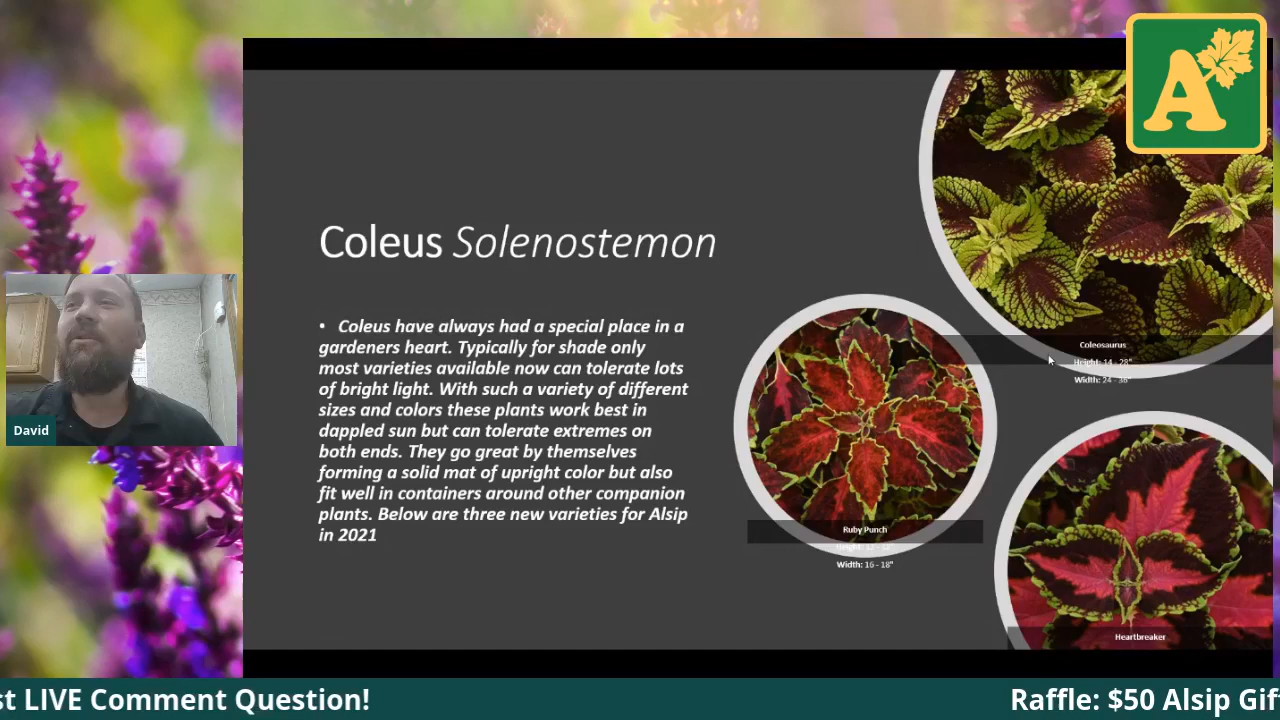 A
Coleus Solenostemon
• Coleus have always had a special place in a
gardeners heart. Typically for shade only
most varieties available now can tolerate lots
of bright light. With such a variety of different
sizes and colors these plants work best in
dappled sun but can tolerate extremes on
both ends. They go great by themselves
forming a solid mat of upright color but also
fit well in containers around other companion
plants. Below are three new varieties for Alsip
in 2021
Coleosaurus
Height: 14 - 28"
Width: 24 - 36"
Ruby Punch
Width: 16 - 18"
Heartbreaker
David
st LIVE Comment Question!
Raffle: $50 Alsip Gif